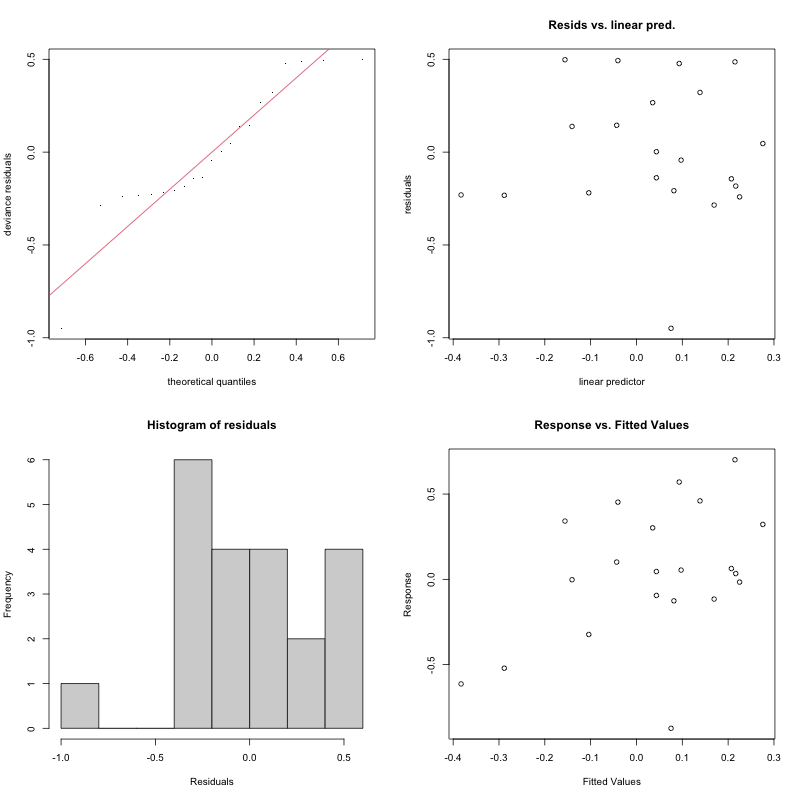 deviance residuals
-1.0 -0.5 0.0 0.5
-0.6 -0.4 -0.2 0.0 0.2 0.4 0.6
theoretical quantiles
Resids vs. linear pred.
residuals
-1.0 -0.5 0.0 0.5
-0.4 -0.3 -0.2 -0.1 0.0 0.1 0.2 0.3
linear predictor
Histogram of residuals
Frequency
0 1 2 3 4 5 6
-1.0 -0.5 0.0 0.5
Residuals
Response vs. Fitted Values
Response
-0.5 0.0 0.5
-0.4 -0.3 -0.2 -0.1 0.0 0.1 0.2 0.3
Fitted Values